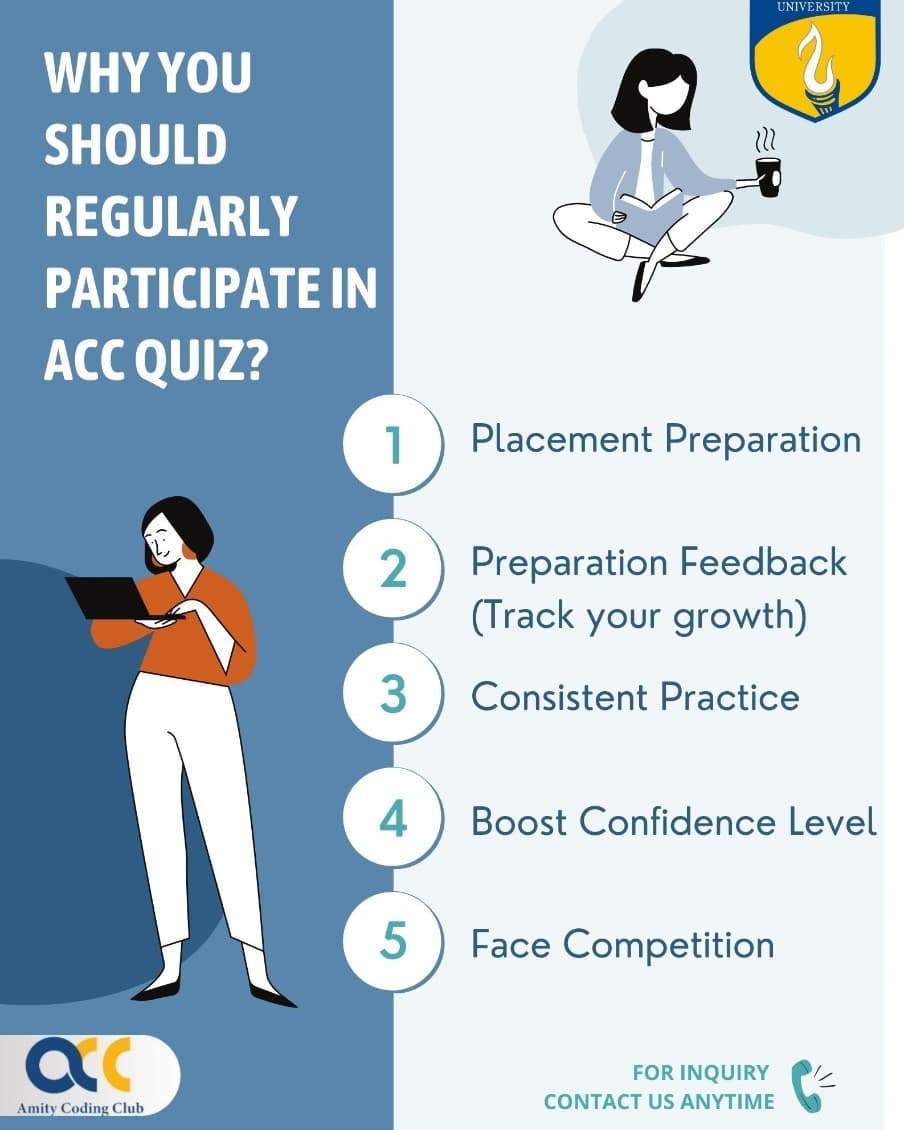 UNIVERSITY
WHY YOU
SHOULD
REGULARLY
PARTICIPATE IN
ACC QUIZ?
1 Placement Preparation
2 Preparation Feedback
(Track your growth)
3 Consistent Practice
4 Boost Confidence Level
5 Face Competition
acc
Amity Coding Club
FOR INQUIRY
CONTACT US ANYTIME